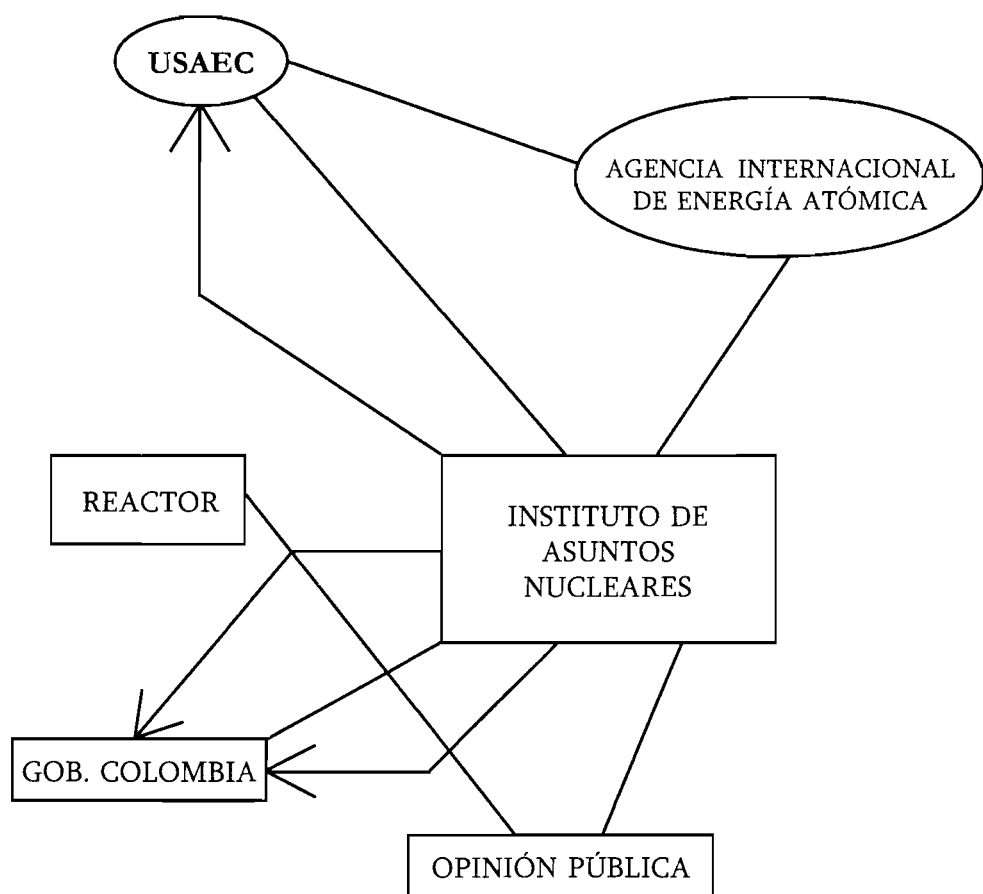 USAEC
AGENCIA INTERNACIONAL
DE ENERGÍA ATÓMICA
REACTOR
INSTITUTO DE
ASUNTOS
NUCLEARES
GOB. COLOMBIA
OPINIÓN PÚBLICA